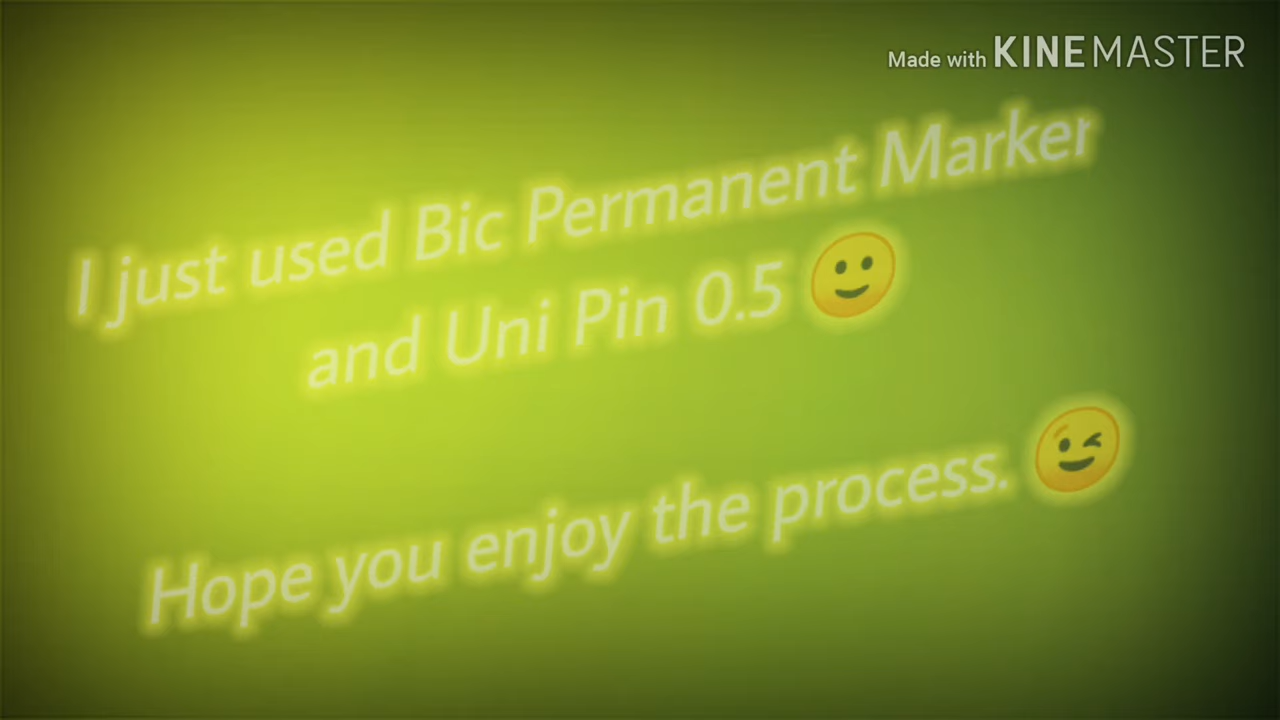 Made with KINEMASTER
I just used Bic Permanent Marker
and Uni Pin 0.5 🙂
Hope you enjoy the process. 😉